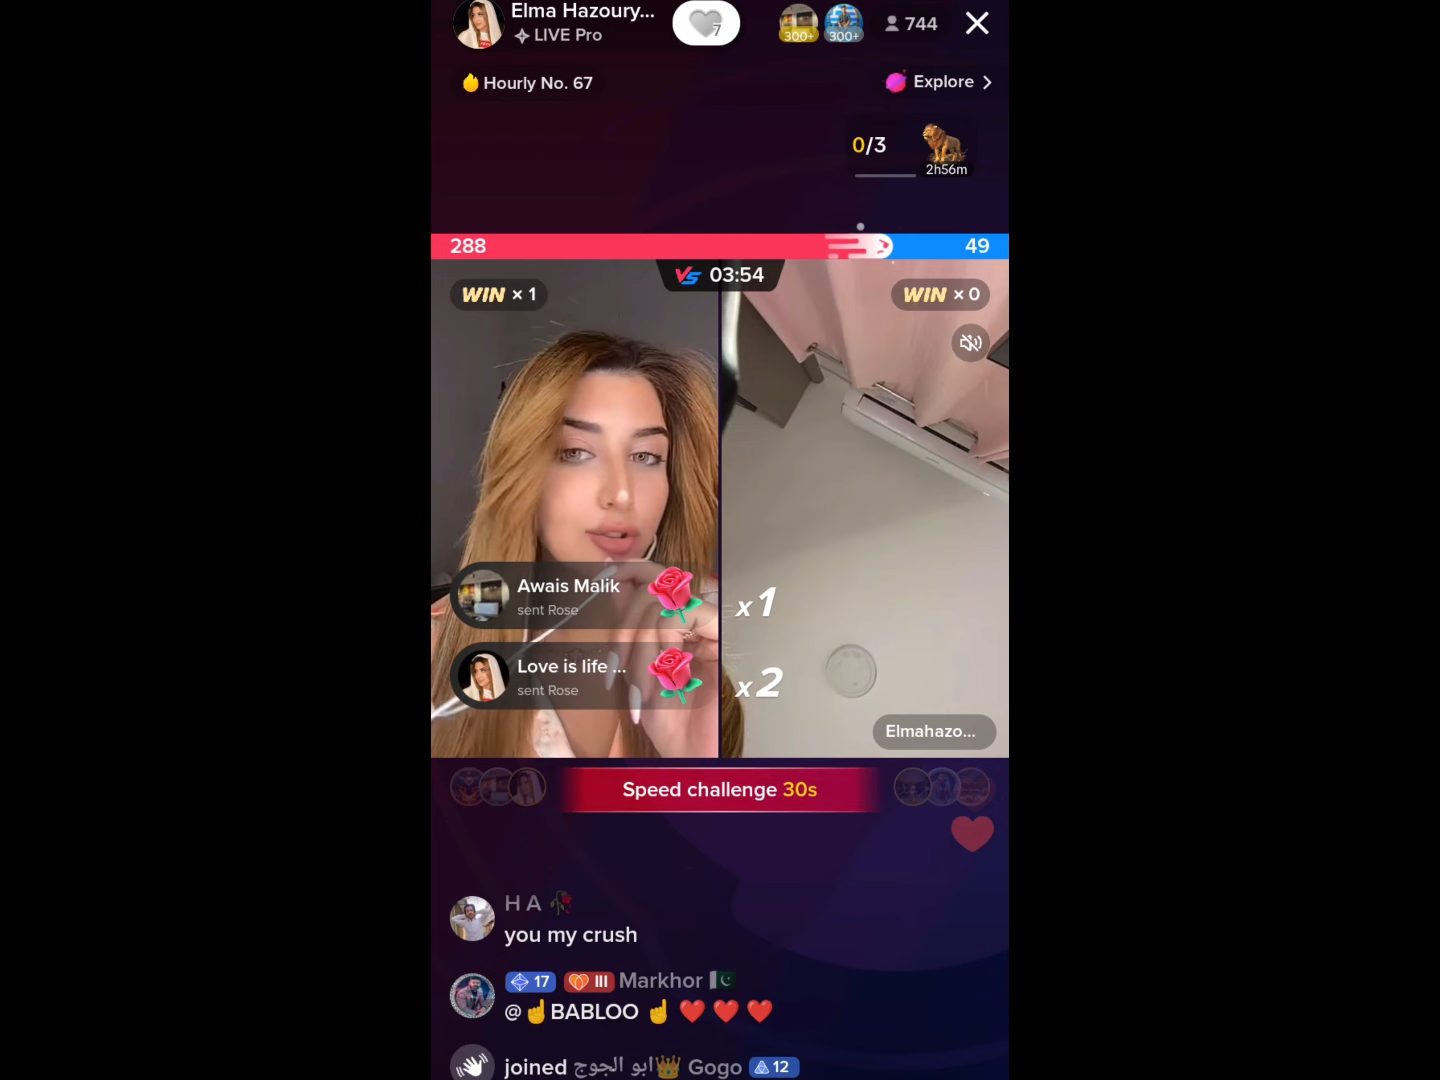 Elma Hazoury...
LIVE Pro
7
300+
300+
744
Hourly No. 67
Explore >
0/3
2h56m
288
49
VS 03:54
WIN × 1
WIN × 0
Awais Malik
sent Rose
x1
Love is life ...
sent Rose
x2
Elmahazo...
Speed challenge 30s
H A 🥀
you my crush
17 III Markhor 🇵🇰
@☝️BABLOO ☝️ ❤️ ❤️ ❤️
joined ابو الجوج👑 Gogo 12